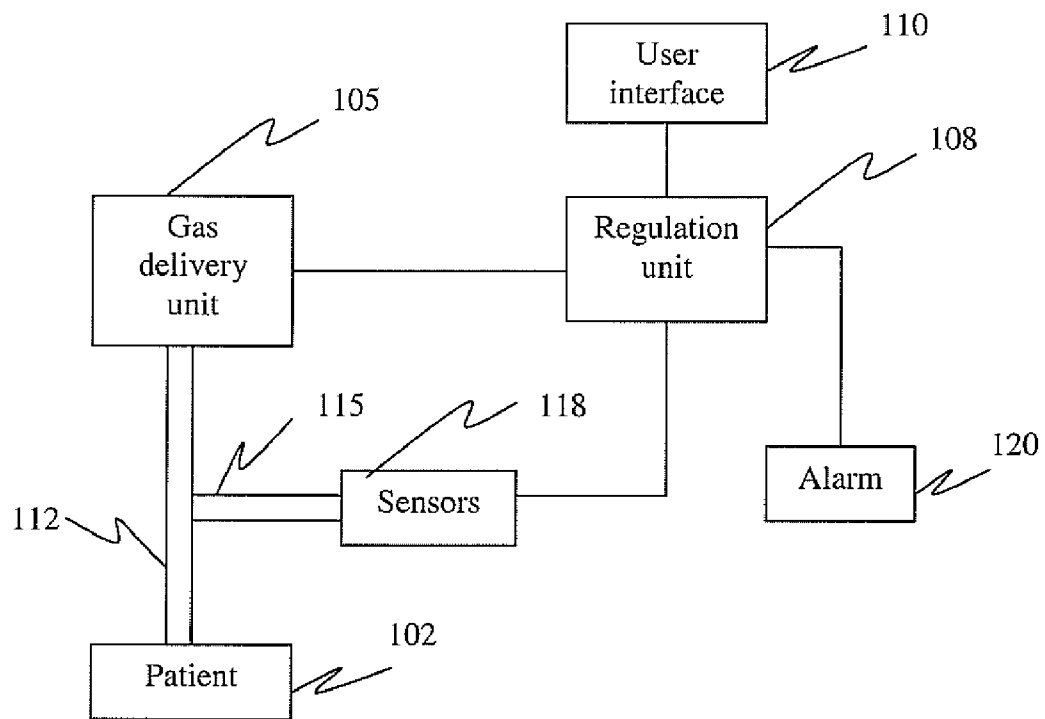 110
User
interface
105
108
Gas
delivery
unit
Regulation
unit
115
118
120
Sensors
Alarm
112
102
Patient